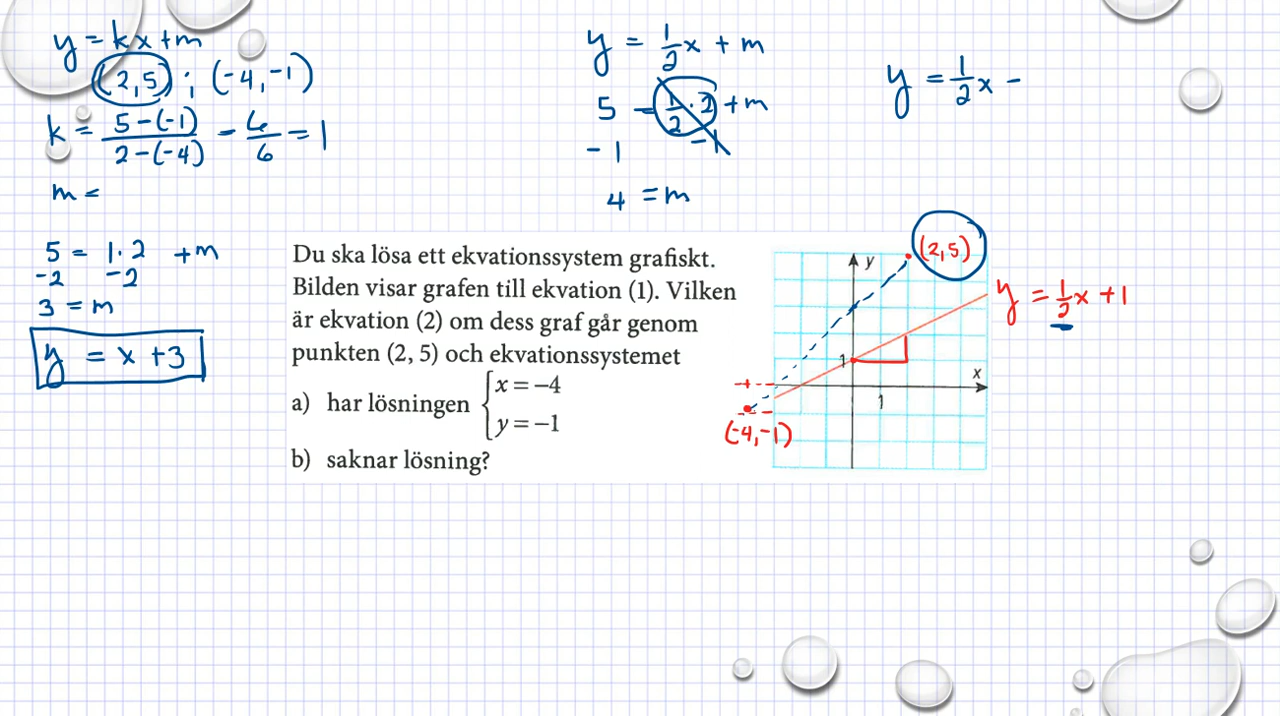 y = kx+m
(2,5) ; (-4,-1)
k = 5-(-1) / 2-(-4) = 6/6 = 1
m =
5 = 1·2 +m
-2 -2
3 = m
y = x +3
y = 1/2 x + m
5 = 1/2 · 2 + m
-1 -1
4 = m
y = 1/2 x -
Du ska lösa ett ekvationssystem grafiskt.
Bilden visar grafen till ekvation (1). Vilken
är ekvation (2) om dess graf går genom
punkten (2, 5) och ekvationssystemet
a) har lösningen { x = –4
y = –1
b) saknar lösning?
y
(2,5)
y = 1/2 x +1
1
x
1
(-4,-1)